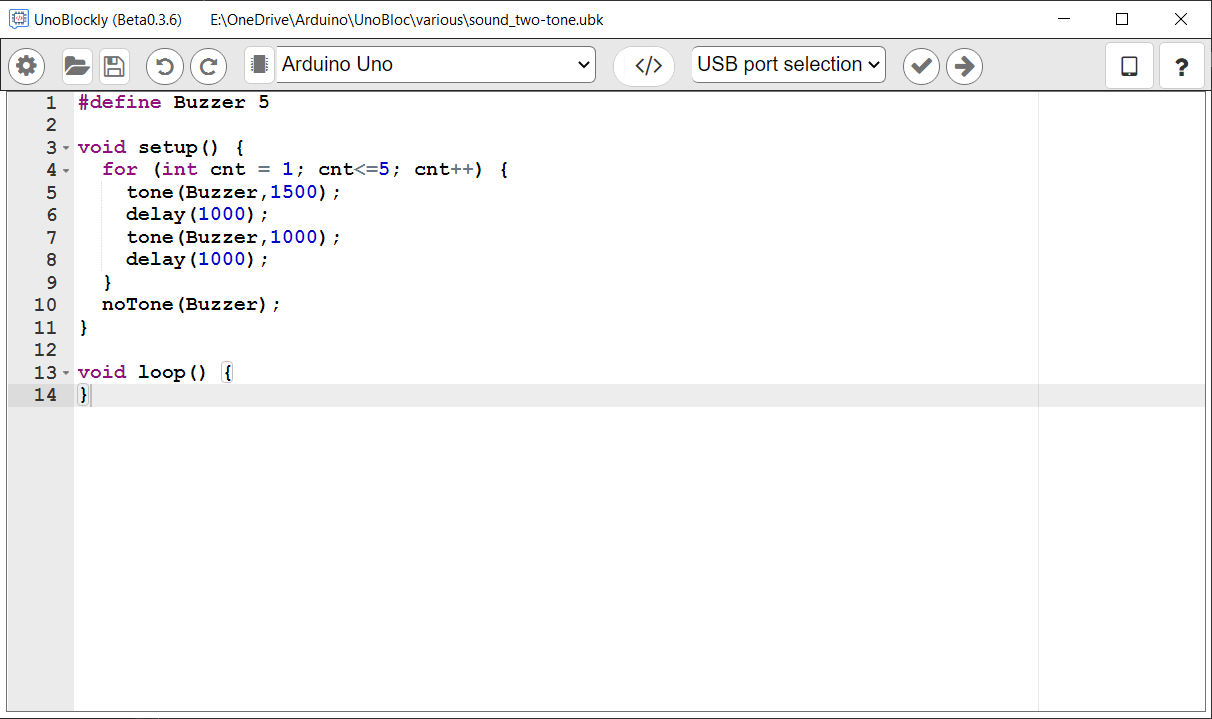 UnoBlockly (Beta0.3.6) E:\OneDrive\Arduino\UnoBloc\various\sound_two-tone.ubk
Arduino Uno </> USB port selection ?
1 #define Buzzer 5
2
3 void setup() {
4   for (int cnt = 1; cnt<=5; cnt++) {
5     tone(Buzzer,1500);
6     delay(1000);
7     tone(Buzzer,1000);
8     delay(1000);
9   }
10   noTone(Buzzer);
11 }
12
13 void loop() {
14 }